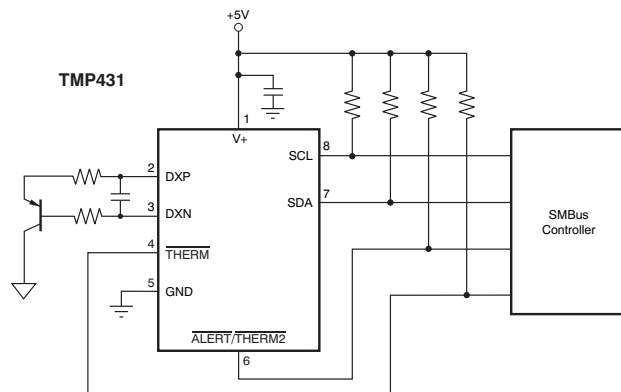 +5V
TMP431
1
V+
8
SCL
2
DXP
7
SDA
3
DXN
SMBus
Controller
4
THERM
5
GND
ALERT/THERM2
6